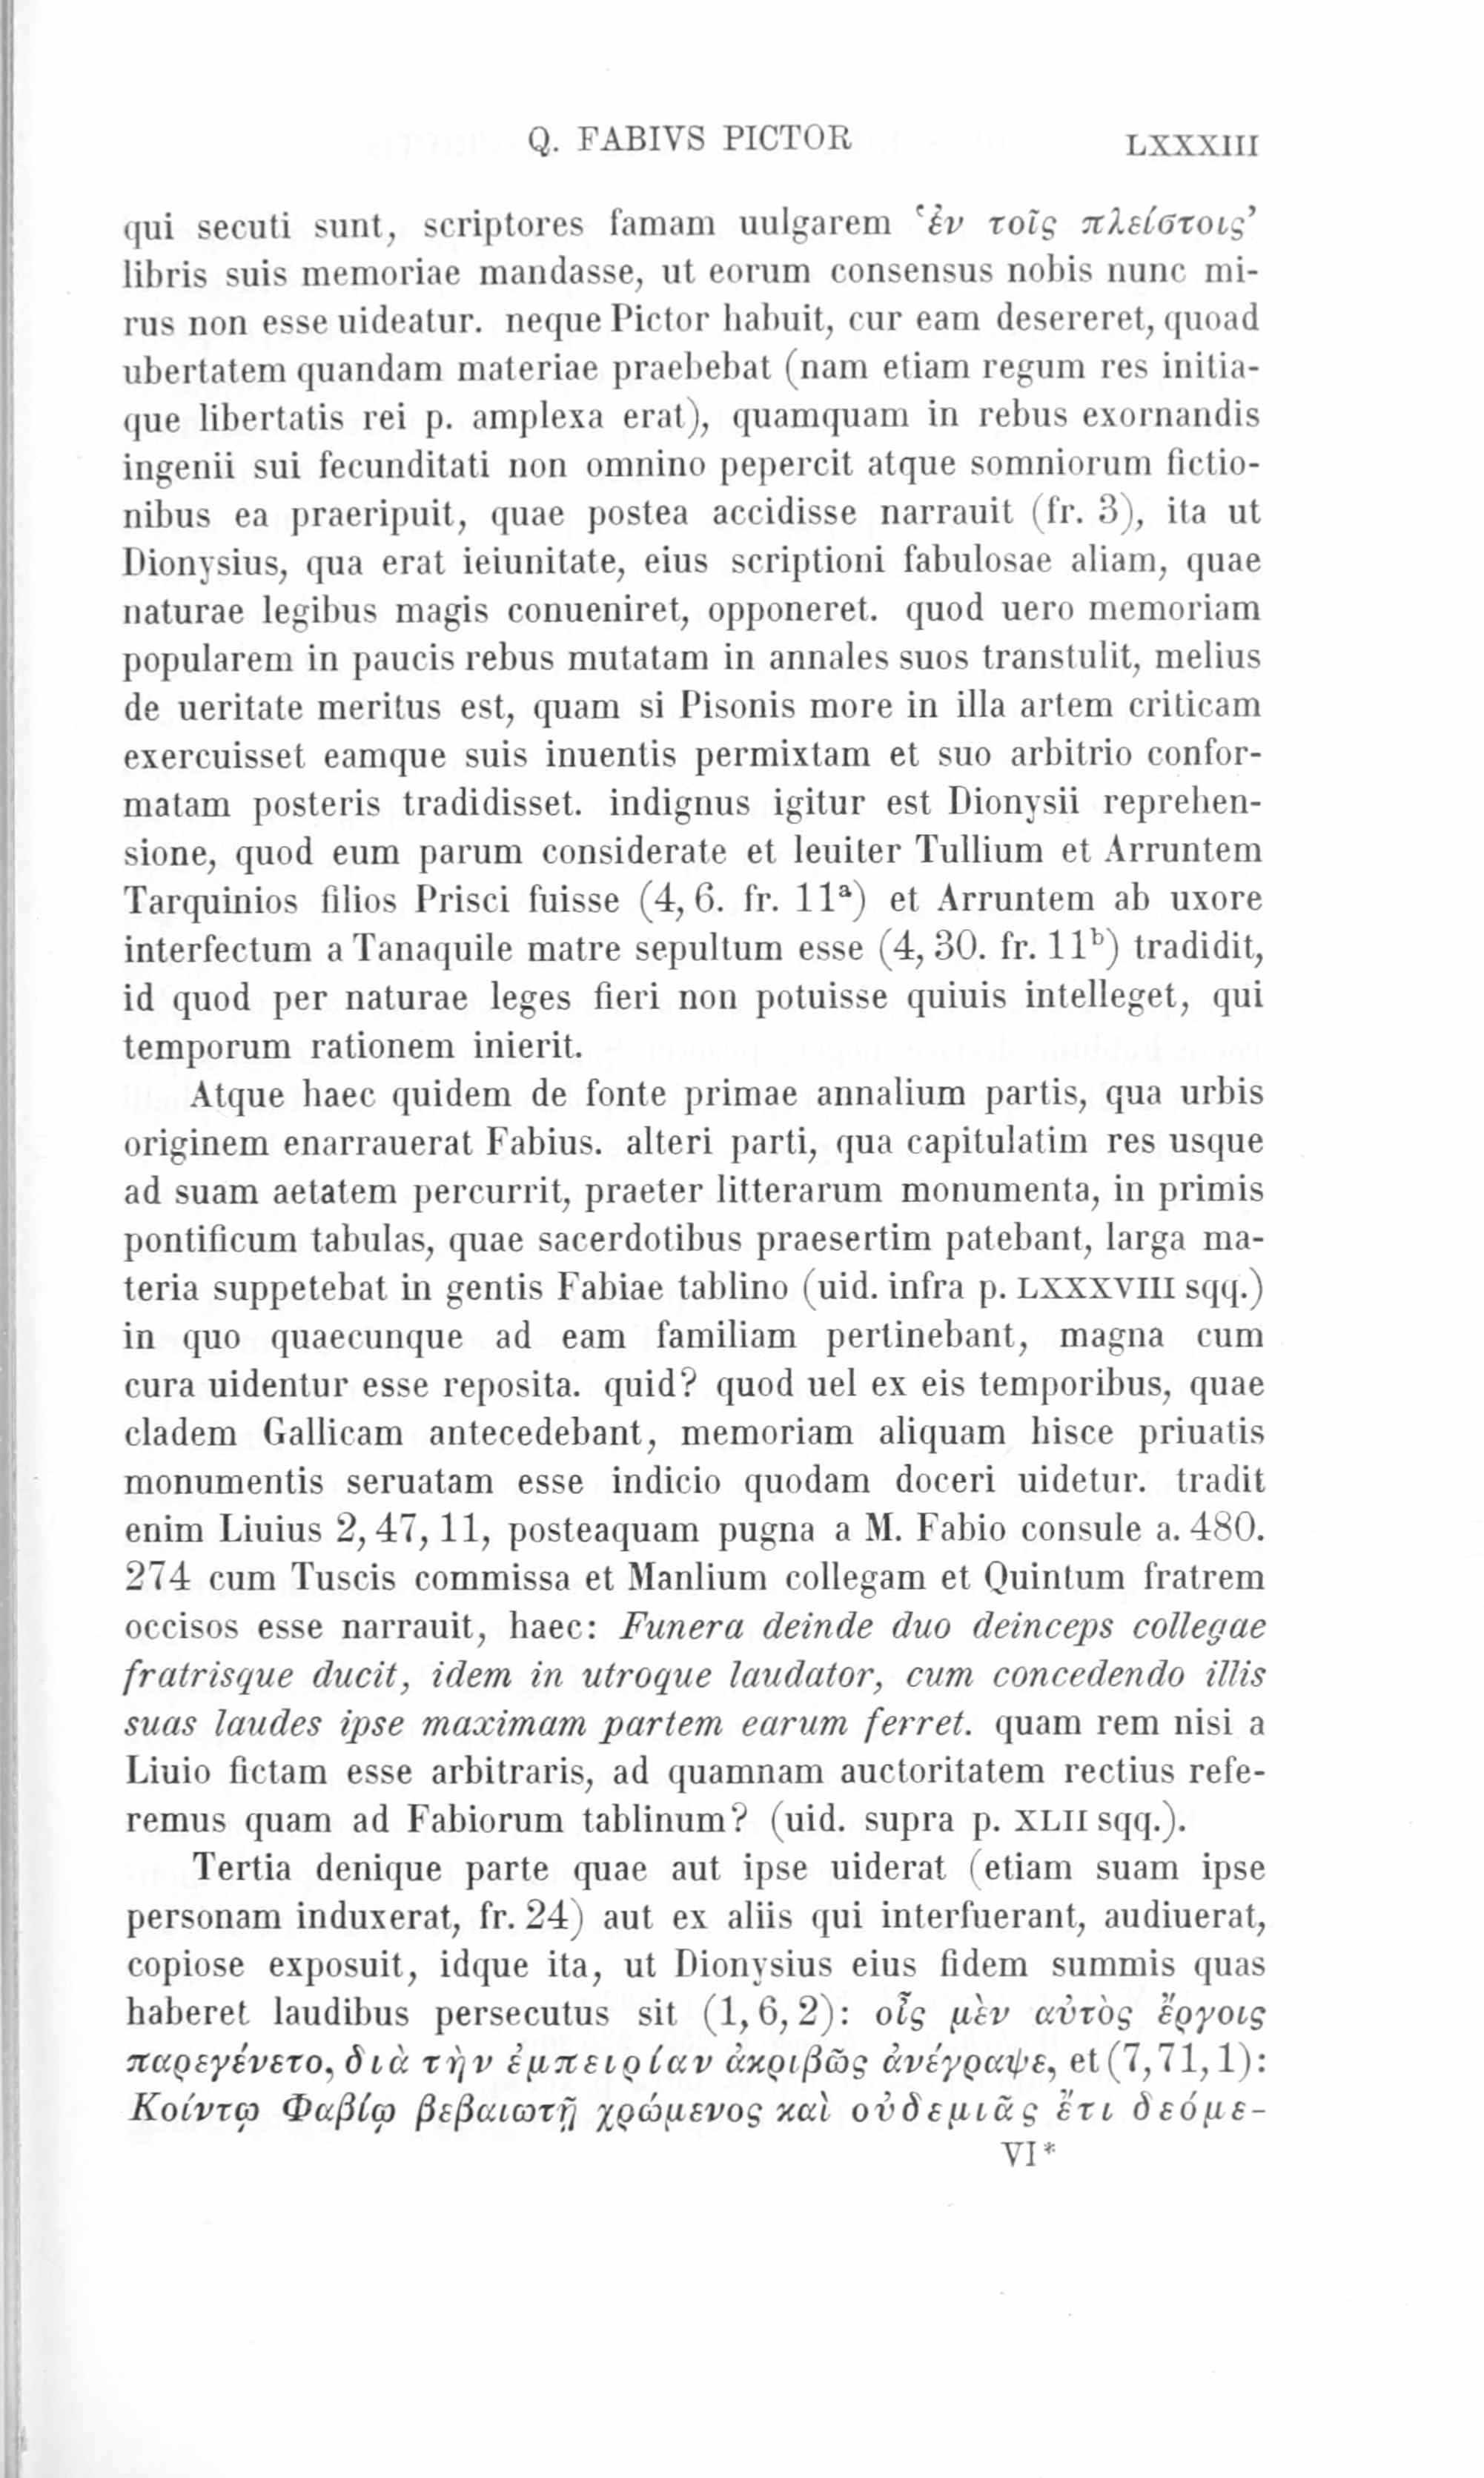 Q. FABIVS PICTOR LXXXIII
qui secuti sunt, scriptores famam uulgarem ‘ἐν τοῖς πλείστοις’
libris suis memoriae mandasse, ut eorum consensus nobis nunc mi-
rus non esse uideatur. neque Pictor habuit, cur eam desereret, quoad
ubertatem quandam materiae praebebat (nam etiam regum res initia-
que libertatis rei p. amplexa erat), quamquam in rebus exornandis
ingenii sui fecunditati non omnino pepercit atque somniorum fictio-
nibus ea praeripuit, quae postea accidisse narrauit (fr. 3), ita ut
Dionysius, qua erat ieiunitate, eius scriptioni fabulosae aliam, quae
naturae legibus magis conueniret, opponeret. quod uero memoriam
popularem in paucis rebus mutatam in annales suos transtulit, melius
de ueritate meritus est, quam si Pisonis more in illa artem criticam
exercuisset eamque suis inuentis permixtam et suo arbitrio confor-
matam posteris tradidisset. indignus igitur est Dionysii reprehen-
sione, quod eum parum considerate et leuiter Tullium et Arruntem
Tarquinios filios Prisci fuisse (4, 6. fr. 11ᵃ) et Arruntem ab uxore
interfectum a Tanaquile matre sepultum esse (4, 30. fr. 11ᵇ) tradidit,
id quod per naturae leges fieri non potuisse quiuis intelleget, qui
temporum rationem inierit.
Atque haec quidem de fonte primae annalium partis, qua urbis
originem enarrauerat Fabius. alteri parti, qua capitulatim res usque
ad suam aetatem percurrit, praeter litterarum monumenta, in primis
pontificum tabulas, quae sacerdotibus praesertim patebant, larga ma-
teria suppetebat in gentis Fabiae tablino (uid. infra p. LXXXVIII sqq.)
in quo quaecunque ad eam familiam pertinebant, magna cum
cura uidentur esse reposita. quid? quod uel ex eis temporibus, quae
cladem Gallicam antecedebant, memoriam aliquam hisce priuatis
monumentis seruatam esse indicio quodam doceri uidetur. tradit
enim Liuius 2, 47, 11, posteaquam pugna a M. Fabio consule a. 480.
274 cum Tuscis commissa et Manlium collegam et Quintum fratrem
occisos esse narrauit, haec: Funera deinde duo deinceps collegae
fratrisque ducit, idem in utroque laudator, cum concedendo illis
suas laudes ipse maximam partem earum ferret. quam rem nisi a
Liuio fictam esse arbitraris, ad quamnam auctoritatem rectius refe-
remus quam ad Fabiorum tablinum? (uid. supra p. XLII sqq.).
Tertia denique parte quae aut ipse uiderat (etiam suam ipse
personam induxerat, fr. 24) aut ex aliis qui interfuerant, audiuerat,
copiose exposuit, idque ita, ut Dionysius eius fidem summis quas
haberet laudibus persecutus sit (1, 6, 2): οἷς μὲν αὐτὸς ἔργοις
παρεγένετο, διὰ τὴν ἐμπειρίαν ἀκριβῶς ἀνέγραψε, et (7, 71, 1):
Κοίντῳ Φαβίῳ βεβαιωτῇ χρώμενος καὶ οὐδεμιᾶς ἔτι δεόμε-
VI*